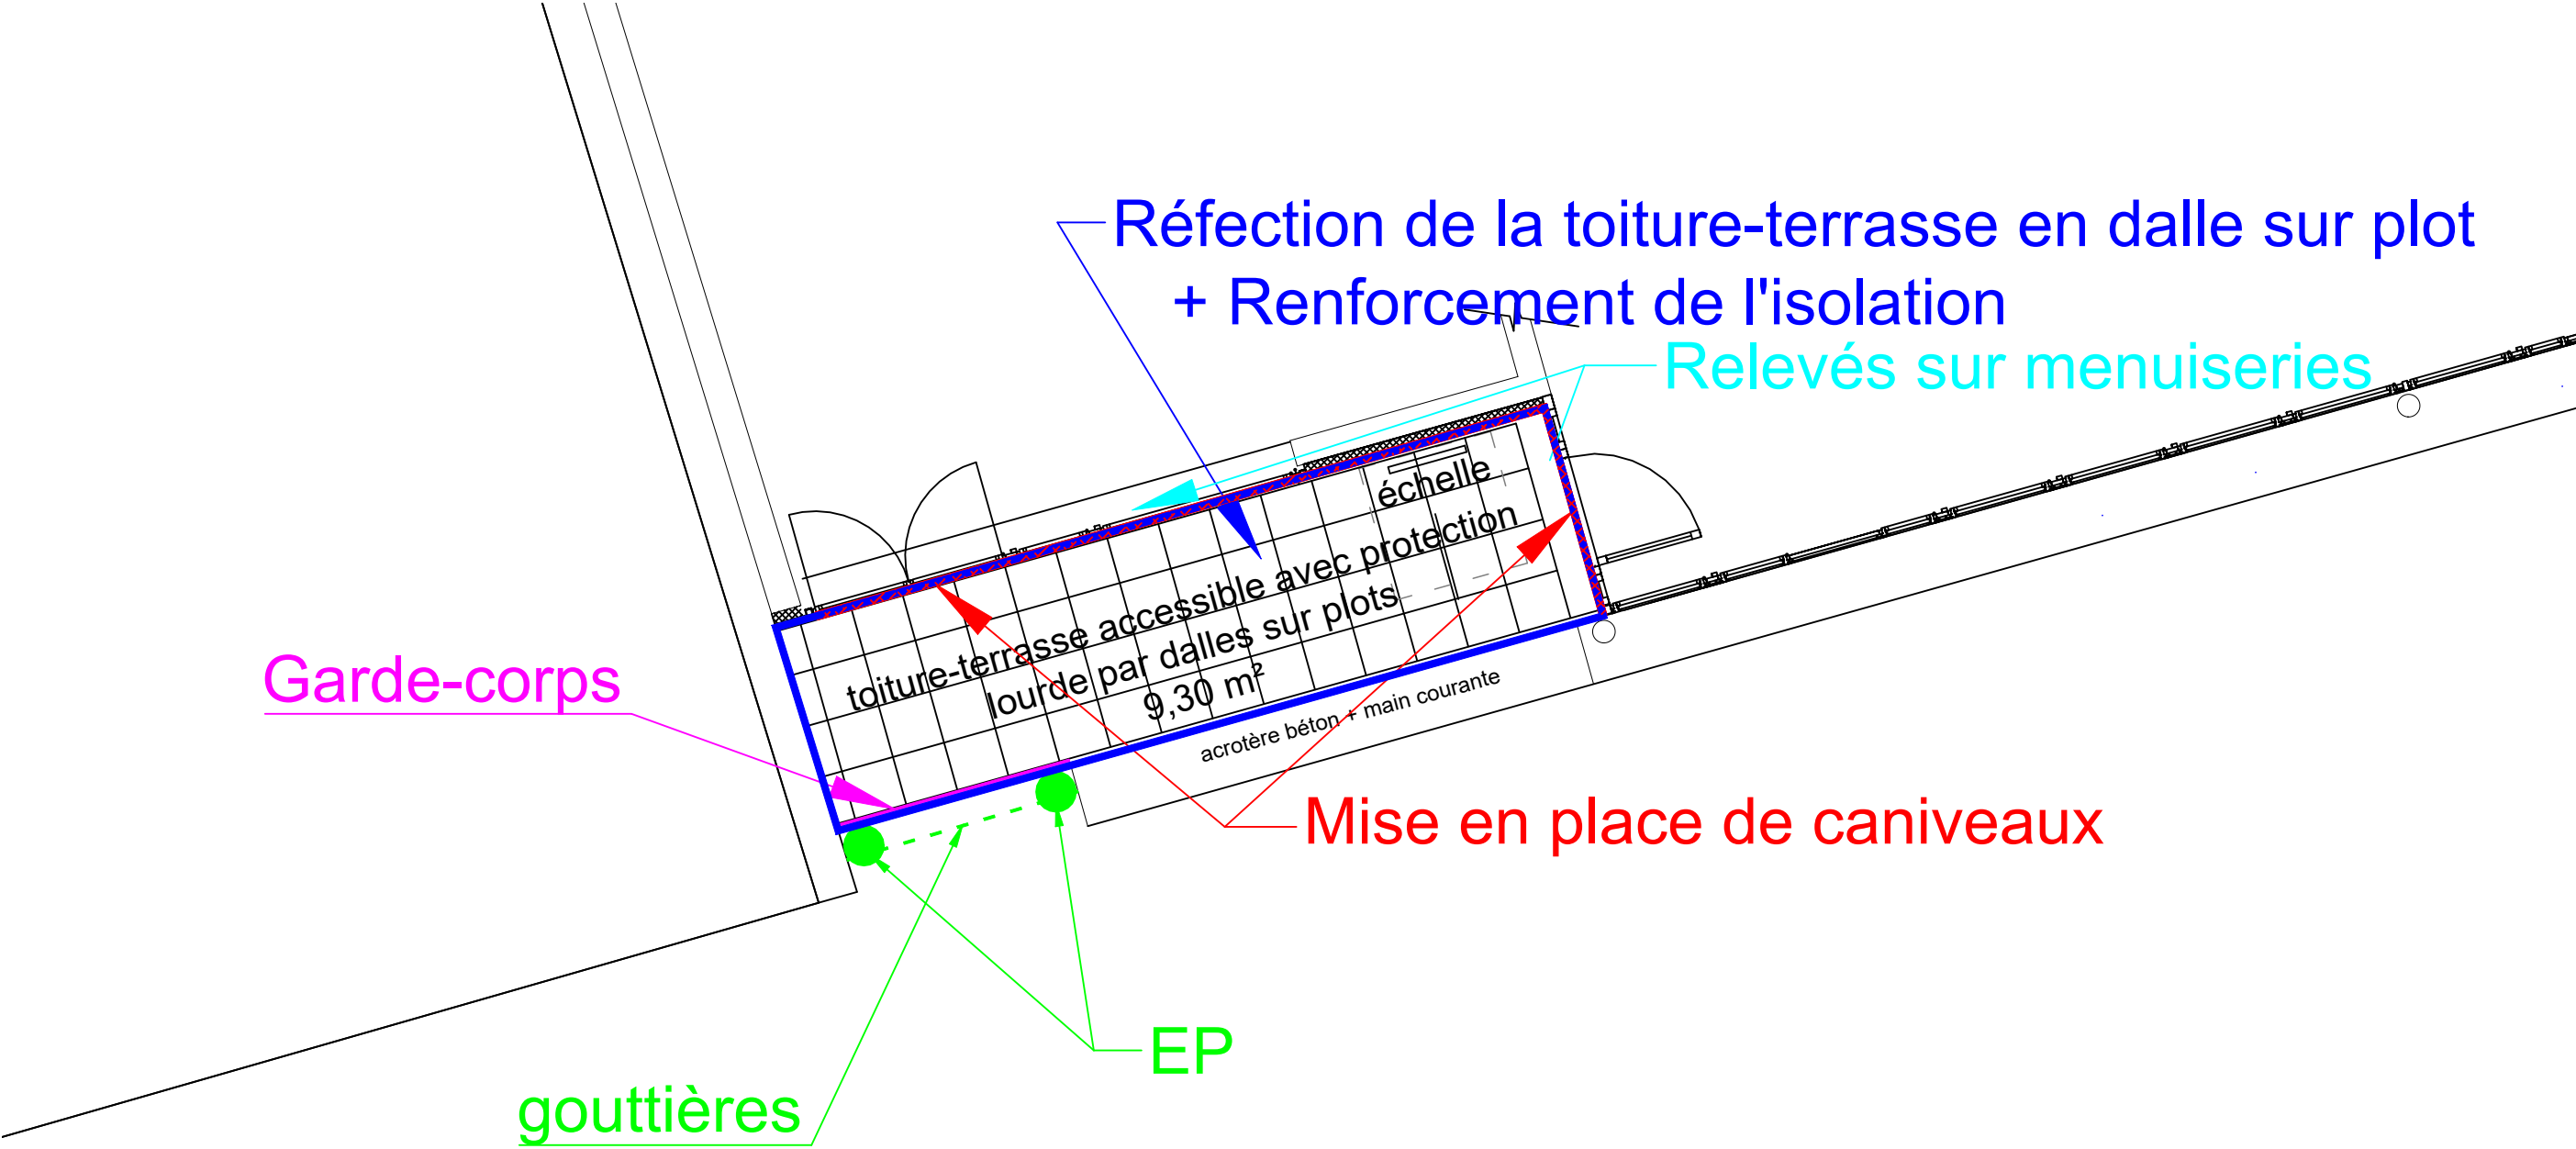 Réfection de la toiture-terrasse en dalle sur plot
+ Renforcement de l'isolation
Relevés sur menuiseries
échelle
toiture-terrasse accessible avec protection
lourde par dalles sur plots
9,30 m²
Garde-corps
acrotère béton + main courante
Mise en place de caniveaux
EP
gouttières